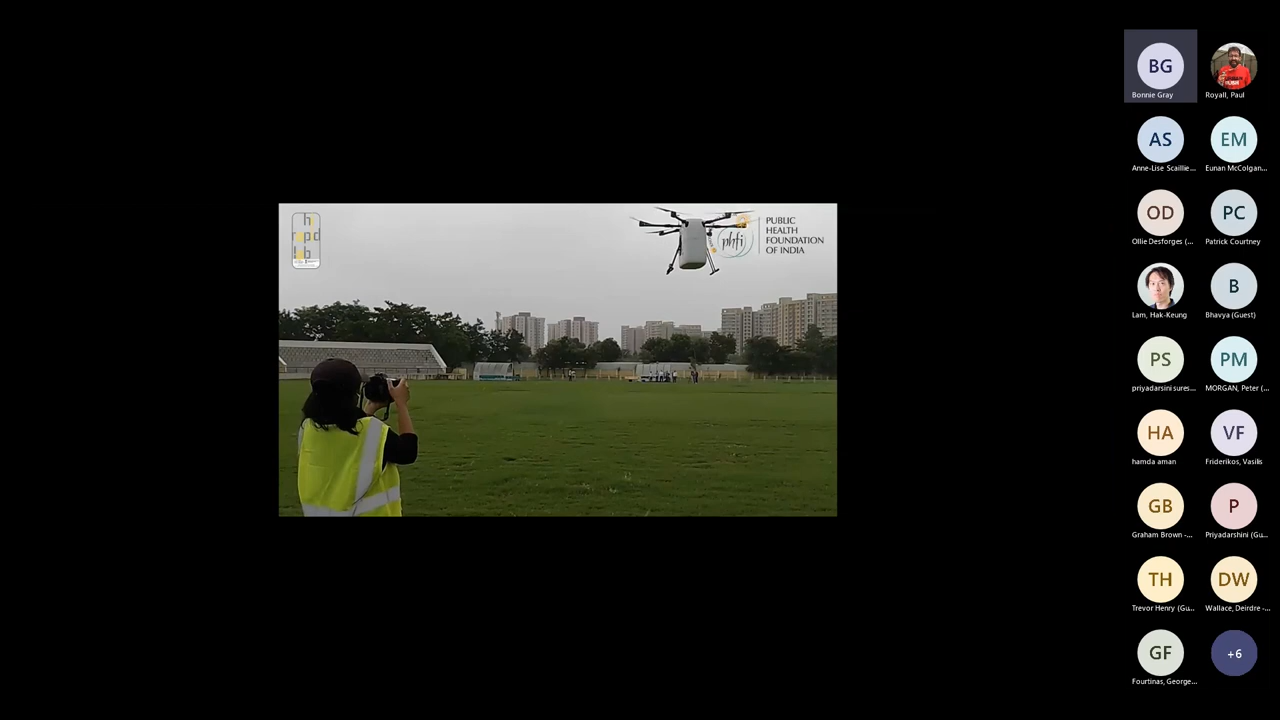 PUBLIC
HEALTH
FOUNDATION
OF INDIA
phfi
BG
Bonnie Gray
Royall, Paul
AS
Anne-Lise Scaillie...
EM
Eunan McColgan...
OD
Ollie Desforges (...
PC
Patrick Courtney
Lam, Hak-Keung
B
Bhavya (Guest)
PS
priyadarsini sures...
PM
MORGAN, Peter (...
HA
hamda aman
VF
Friderikos, Vasilis
GB
Graham Brown -...
P
Priyadarshini (Gu...
TH
Trevor Henry (Gu...
DW
Wallace, Deirdre -...
GF
Fourtinas, George...
+6